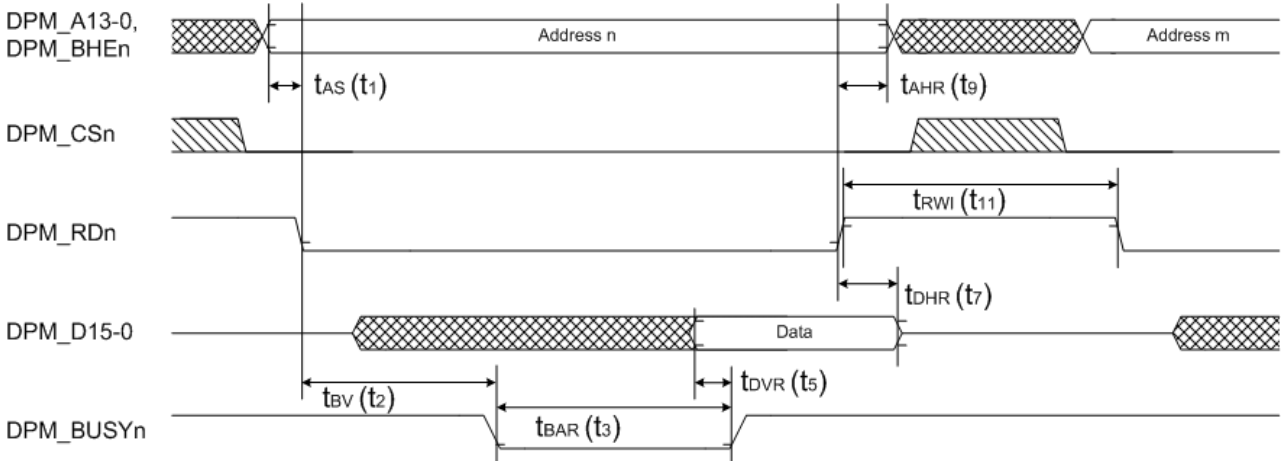 DPM_A13-0,
DPM_BHEn
Address n
Address m
tAS (t1)
tAHR (t9)
DPM_CSn
tRWI (t11)
DPM_RDn
tDHR (t7)
DPM_D15-0
Data
tBV (t2)
tDVR (t5)
tBAR (t3)
DPM_BUSYn